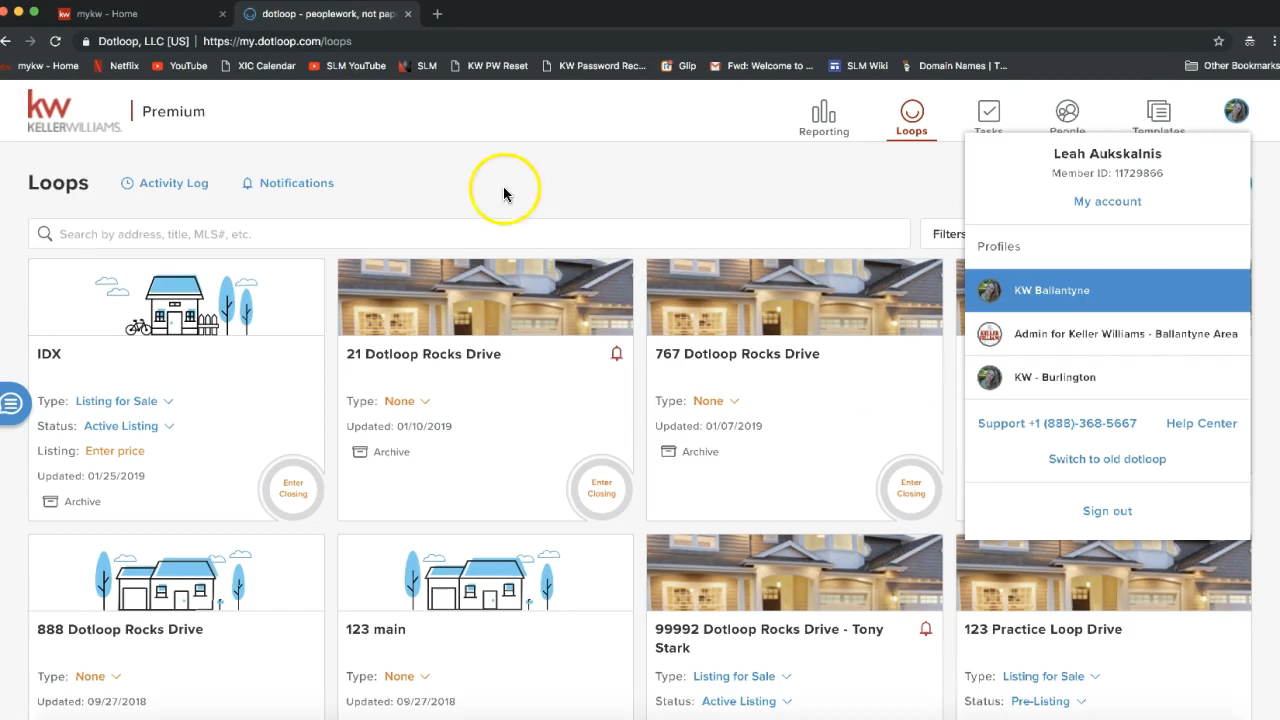 mykw - Home
dotloop - peoplework, not pap
Dotloop, LLC [US] | https://my.dotloop.com/loops
mykw - Home Netflix YouTube XIC Calendar SLM YouTube SLM KW PW Reset KW Password Rec... Glip Fwd: Welcome to ... SLM Wiki Domain Names | T... Other Bookmarks
kw
KELLERWILLIAMS.
Premium
Reporting Loops Tasks People Templates
Leah Aukskalnis
Member ID: 11729866
My account
Profiles
KW Ballantyne
Admin for Keller Williams - Ballantyne Area
KW - Burlington
Support +1 (888)-368-5667 Help Center
Switch to old dotloop
Sign out
Loops Activity Log Notifications
Search by address, title, MLS#, etc.
Filters
IDX
Type: Listing for Sale
Status: Active Listing
Listing: Enter price
Updated: 01/25/2019
Archive
Enter
Closing
21 Dotloop Rocks Drive
Type: None
Updated: 01/10/2019
Archive
Enter
Closing
767 Dotloop Rocks Drive
Type: None
Updated: 01/07/2019
Archive
Enter
Closing
888 Dotloop Rocks Drive
Type: None
Updated: 09/27/2018
123 main
Type: None
Updated: 09/27/2018
99992 Dotloop Rocks Drive - Tony
Stark
Type: Listing for Sale
Status: Active Listing
123 Practice Loop Drive
Type: Listing for Sale
Status: Pre-Listing